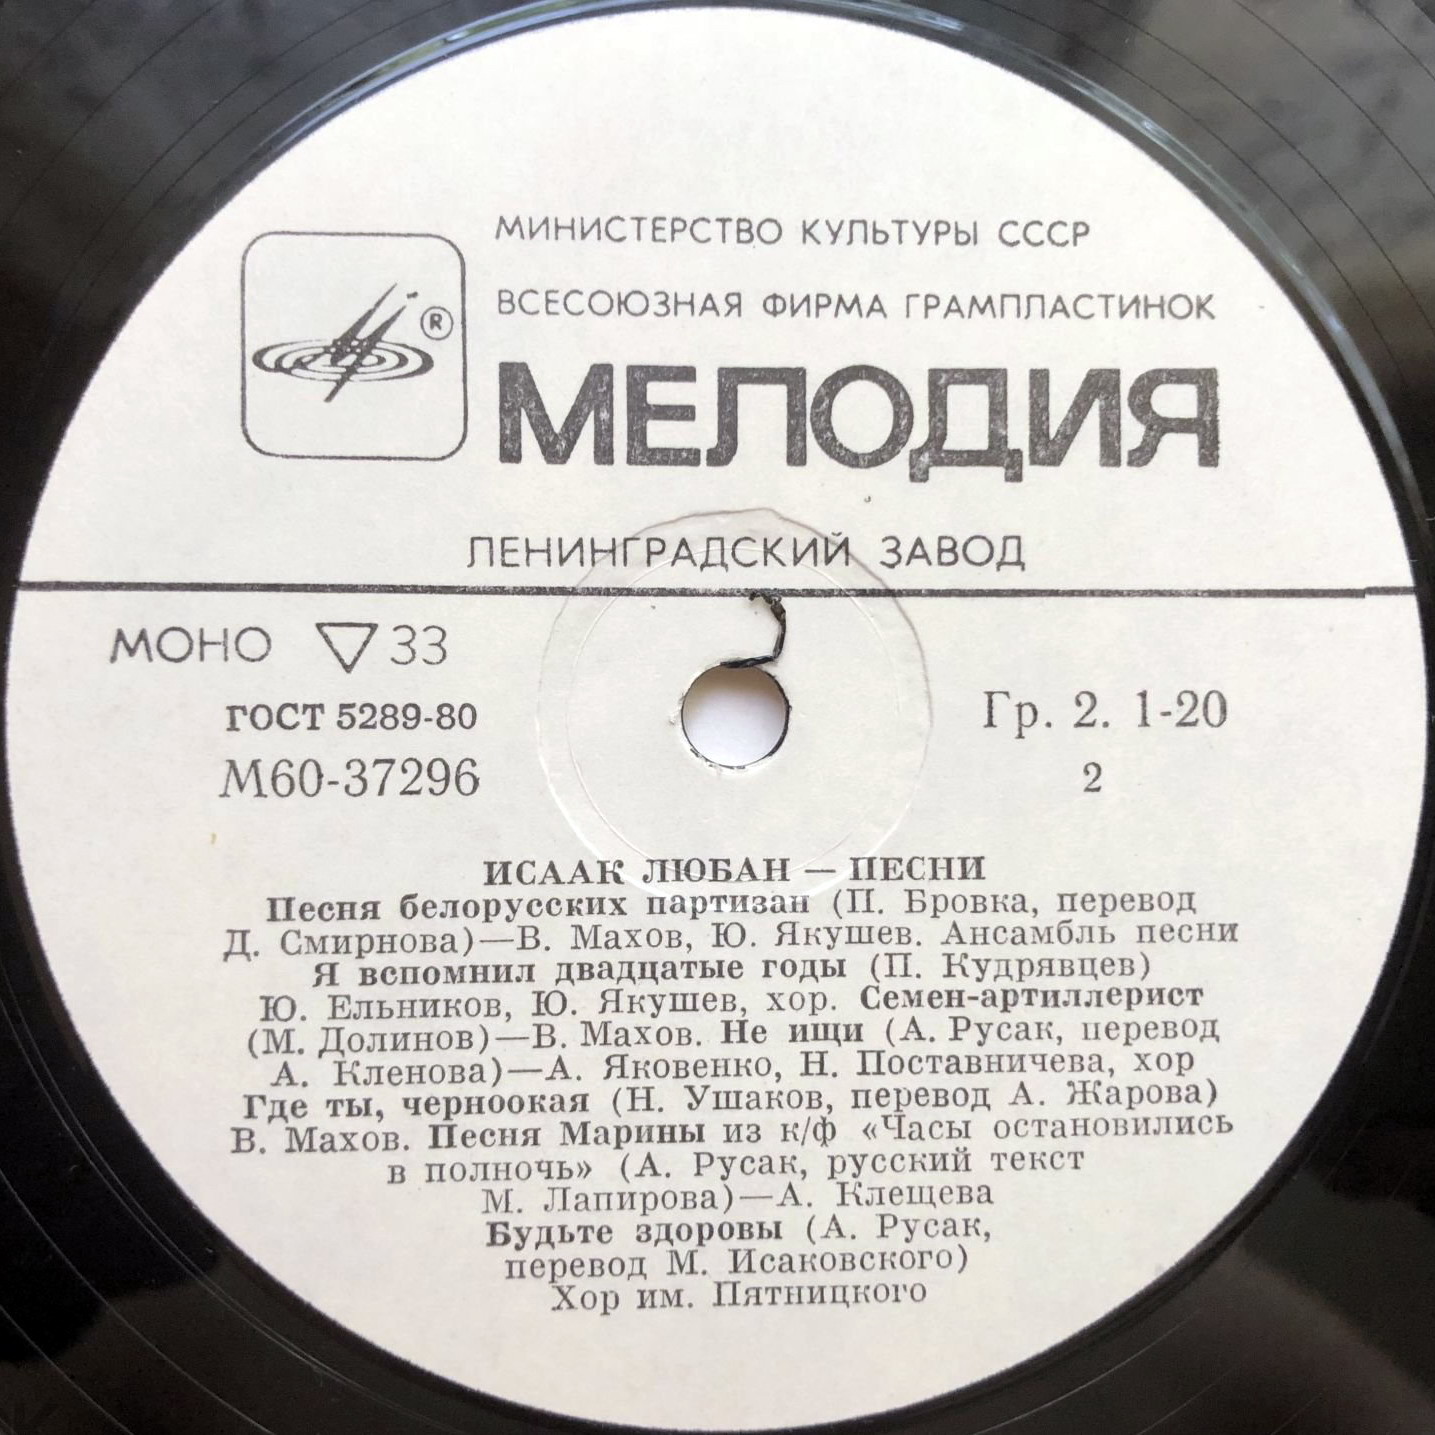 МИНИСТЕРСТВО КУЛЬТУРЫ СССР
ВСЕСОЮЗНАЯ ФИРМА ГРАМПЛАСТИНОК
®
МЕЛОДИЯ
ЛЕНИНГРАДСКИЙ ЗАВОД
МОНО ▽ 33
ГОСТ 5289-80
М60-37296
Гр. 2. 1-20
2
ИСААК ЛЮБАН — ПЕСНИ
Песня белорусских партизан (П. Бровка, перевод
Д. Смирнова)—В. Махов, Ю. Якушев. Ансамбль песни
Я вспомнил двадцатые годы (П. Кудрявцев)
Ю. Ельников, Ю. Якушев, хор. Семен-артиллерист
(М. Долинов)—В. Махов. Не ищи (А. Русак, перевод
А. Кленова)—А. Яковенко, Н. Поставничева, хор
Где ты, черноокая (Н. Ушаков, перевод А. Жарова)
В. Махов. Песня Марины из к/ф «Часы остановились
в полночь» (А. Русак, русский текст
М. Лапирова)—А. Клещева
Будьте здоровы (А. Русак,
перевод М. Исаковского)
Хор им. Пятницкого